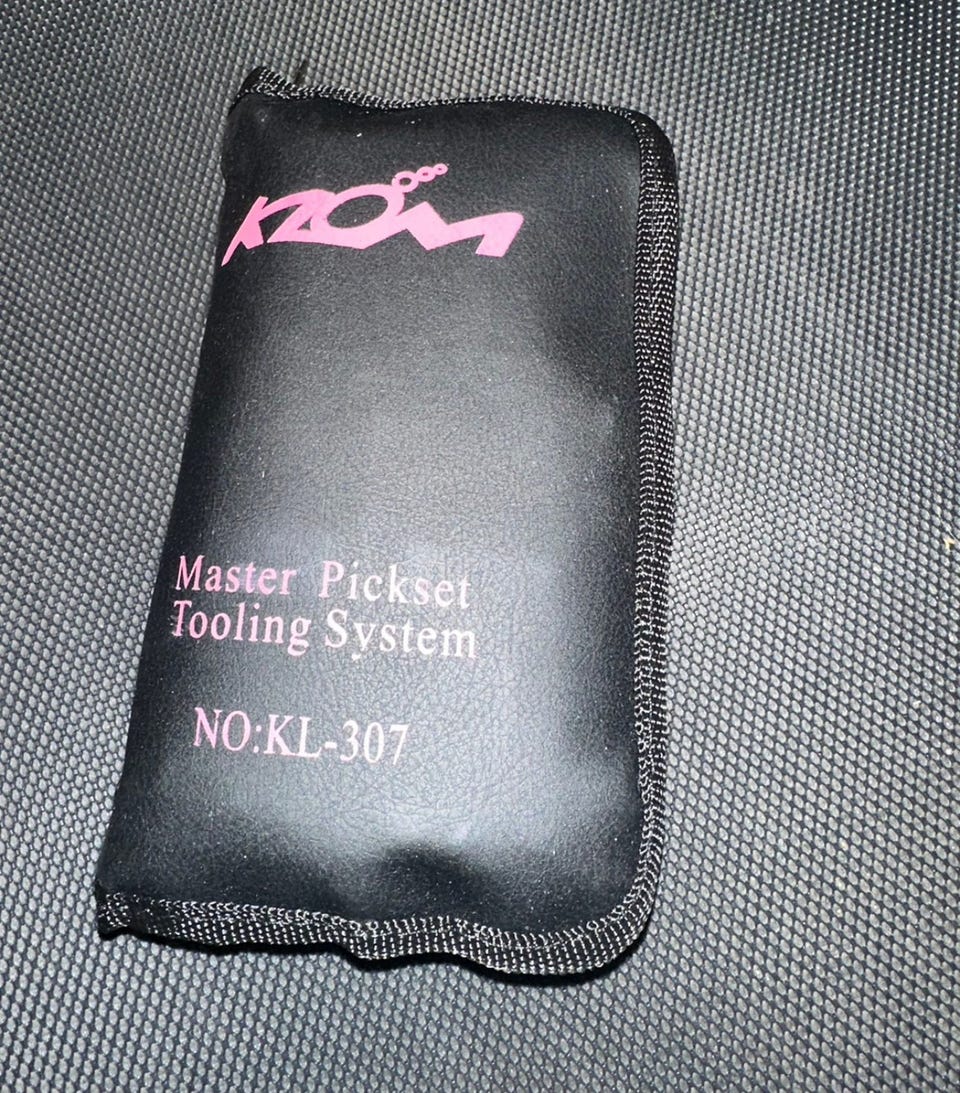 KLOM
Master Pickset
Tooling System
NO:KL-307